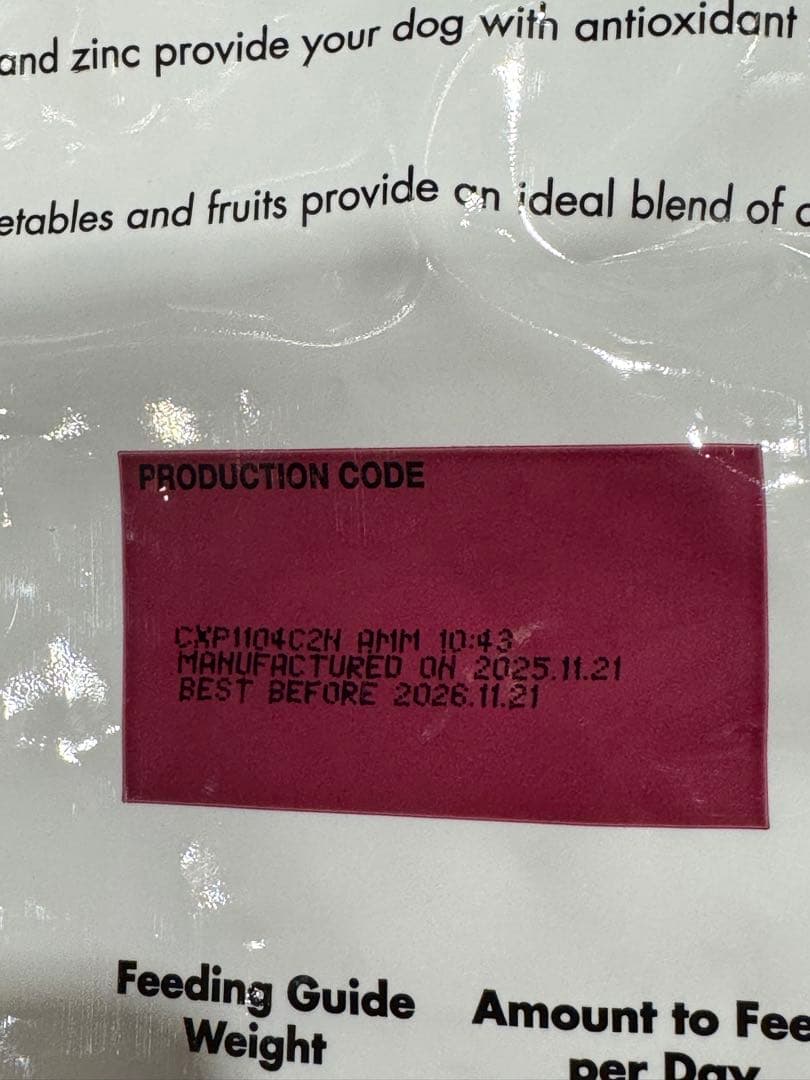 and zinc provide your dog with antioxidant
etables and fruits provide an ideal blend of
PRODUCTION CODE
CXP1104C2H AMM 10:43
MANUFACTURED ON 2025.11.21
BEST BEFORE 2026.11.21
Feeding Guide
Weight
Amount to Fee
per Day